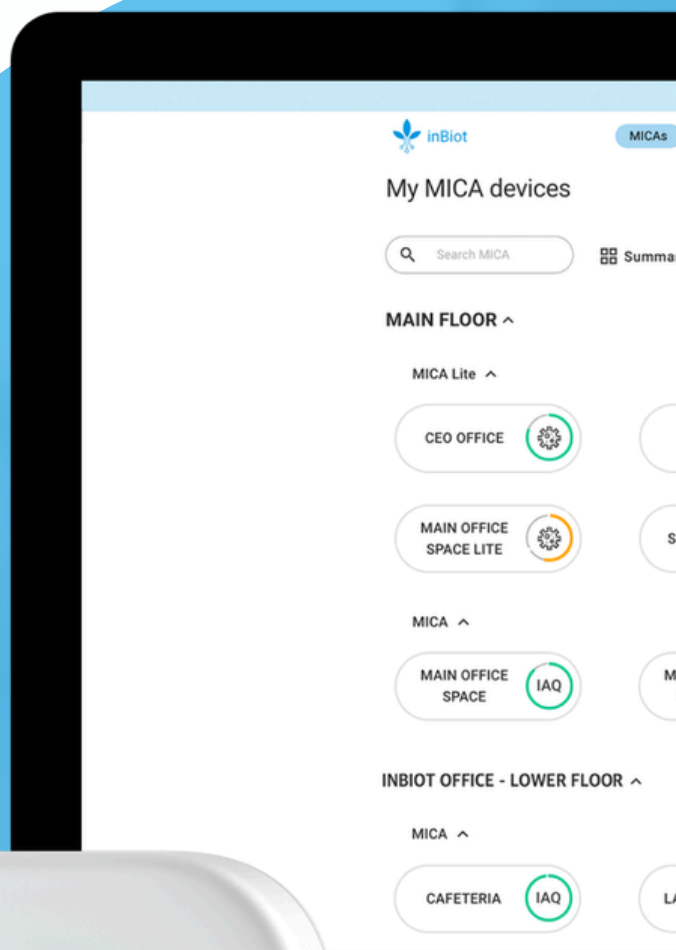 inBiot
MICAs
My MICA devices
Search MICA
MAIN FLOOR
MICA Lite
CEO OFFICE
MAIN OFFICE
SPACE LITE
MICA
MAIN OFFICE
SPACE
IAQ
INBIOT OFFICE - LOWER FLOOR
MICA
CAFETERIA
IAQ